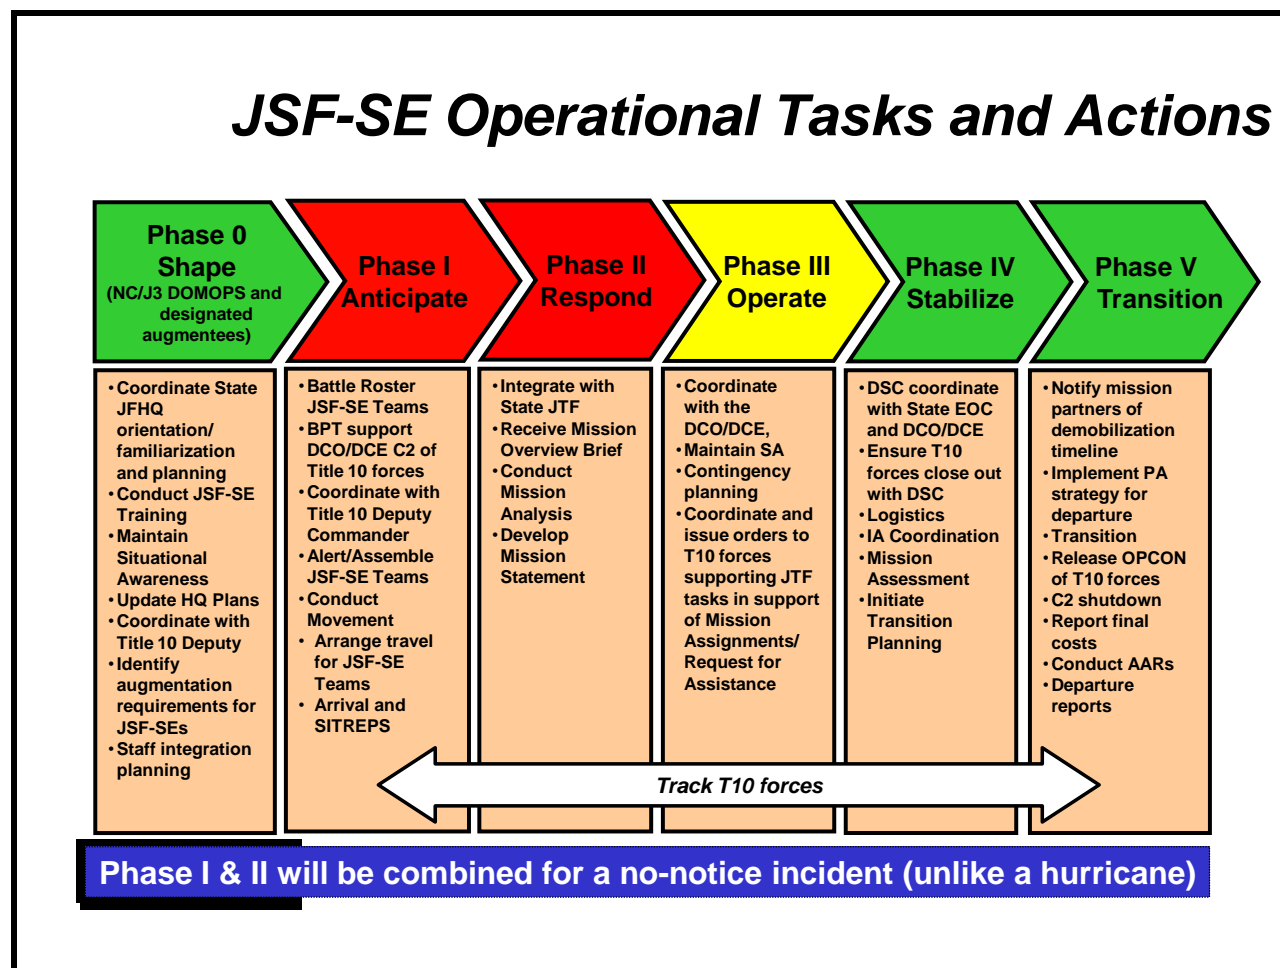 JSF-SE Operational Tasks and Actions
Phase 0
Shape
(NC/J3 DOMOPS and
designated
augmentees)
Phase I
Anticipate
Phase II
Respond
Phase III
Operate
Phase IV
Stabilize
Phase V
Transition
• Coordinate State
JFHQ
orientation/
familiarization
and planning
• Conduct JSF-SE
Training
• Maintain
Situational
Awareness
• Update HQ Plans
• Coordinate with
Title 10 Deputy
• Identify
augmentation
requirements for
JSF-SEs
• Staff integration
planning
• Battle Roster
JSF-SE Teams
• BPT support
DCO/DCE C2 of
Title 10 forces
• Coordinate with
Title 10 Deputy
Commander
• Alert/Assemble
JSF-SE Teams
• Conduct
Movement
• Arrange travel
for JSF-SE
Teams
• Arrival and
SITREPS
• Integrate with
State JTF
• Receive Mission
Overview Brief
• Conduct
Mission
Analysis
• Develop
Mission
Statement
• Coordinate
with the
DCO/DCE,
• Maintain SA
• Contingency
planning
• Coordinate and
issue orders to
T10 forces
supporting JTF
tasks in support
of Mission
Assignments/
Request for
Assistance
• DSC coordinate
with State EOC
and DCO/DCE
• Ensure T10
forces close out
with DSC
• Logistics
• IA Coordination
• Mission
Assessment
• Initiate
Transition
Planning
• Notify mission
partners of
demobilization
timeline
• Implement PA
strategy for
departure
• Transition
• Release OPCON
of T10 forces
• C2 shutdown
• Report final
costs
• Conduct AARs
• Departure
reports
Track T10 forces
Phase I & II will be combined for a no-notice incident (unlike a hurricane)